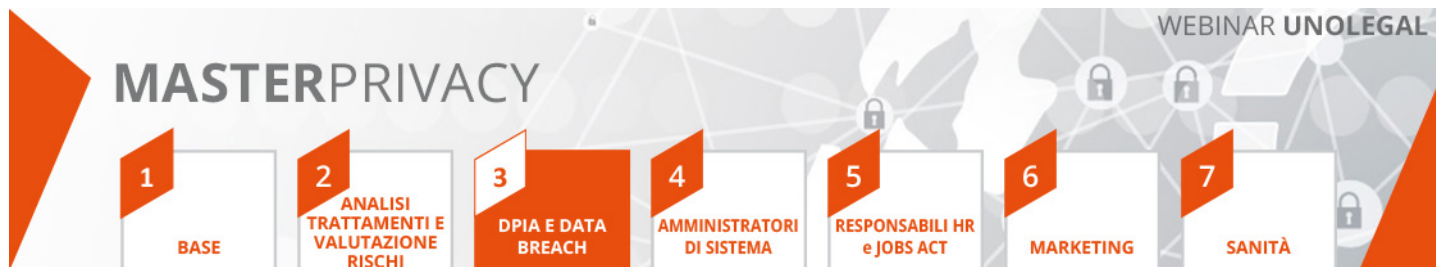 WEBINAR UNOLEGAL
MASTERPRIVACY
1
BASE
2
ANALISI
TRATTAMENTI E
VALUTAZIONE
RISCHI
3
DPIA E DATA
BREACH
4
AMMINISTRATORI
DI SISTEMA
5
RESPONSABILI HR
e JOBS ACT
6
MARKETING
7
SANITÀ